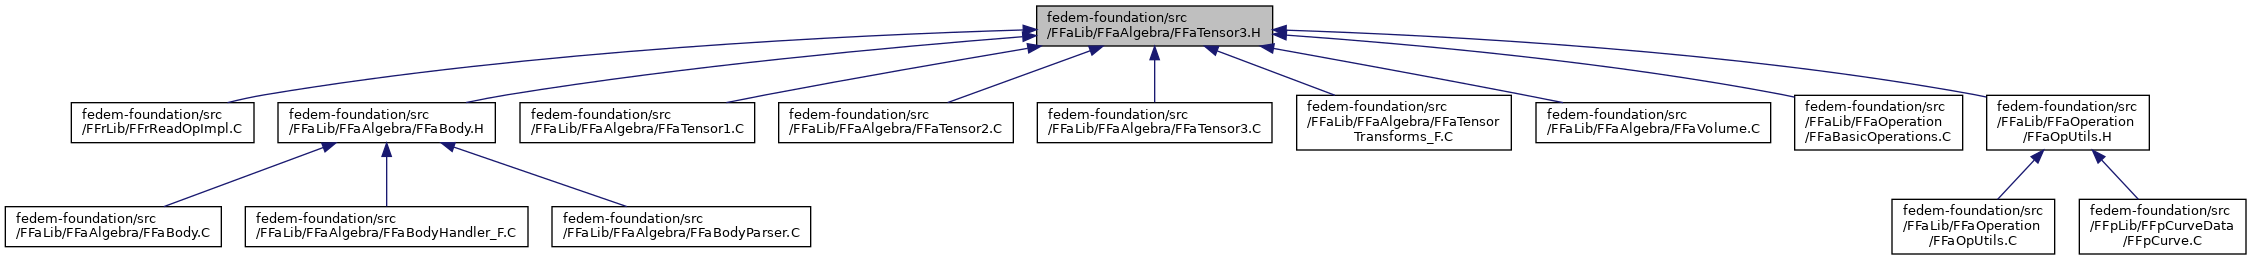 fedem-foundation/src
/FFaLib/FFaAlgebra/FFaTensor3.H
fedem-foundation/src
/FFrLib/FFrReadOpImpl.C
fedem-foundation/src
/FFaLib/FFaAlgebra/FFaBody.H
fedem-foundation/src
/FFaLib/FFaAlgebra/FFaTensor1.C
fedem-foundation/src
/FFaLib/FFaAlgebra/FFaTensor2.C
fedem-foundation/src
/FFaLib/FFaAlgebra/FFaTensor3.C
fedem-foundation/src
/FFaLib/FFaAlgebra/FFaTensor
Transforms_F.C
fedem-foundation/src
/FFaLib/FFaAlgebra/FFaVolume.C
fedem-foundation/src
/FFaLib/FFaOperation
/FFaBasicOperations.C
fedem-foundation/src
/FFaLib/FFaOperation
/FFaOpUtils.H
fedem-foundation/src
/FFaLib/FFaAlgebra/FFaBody.C
fedem-foundation/src
/FFaLib/FFaAlgebra/FFaBodyHandler_F.C
fedem-foundation/src
/FFaLib/FFaAlgebra/FFaBodyParser.C
fedem-foundation/src
/FFaLib/FFaOperation
/FFaOpUtils.C
fedem-foundation/src
/FFpLib/FFpCurveData
/FFpCurve.C